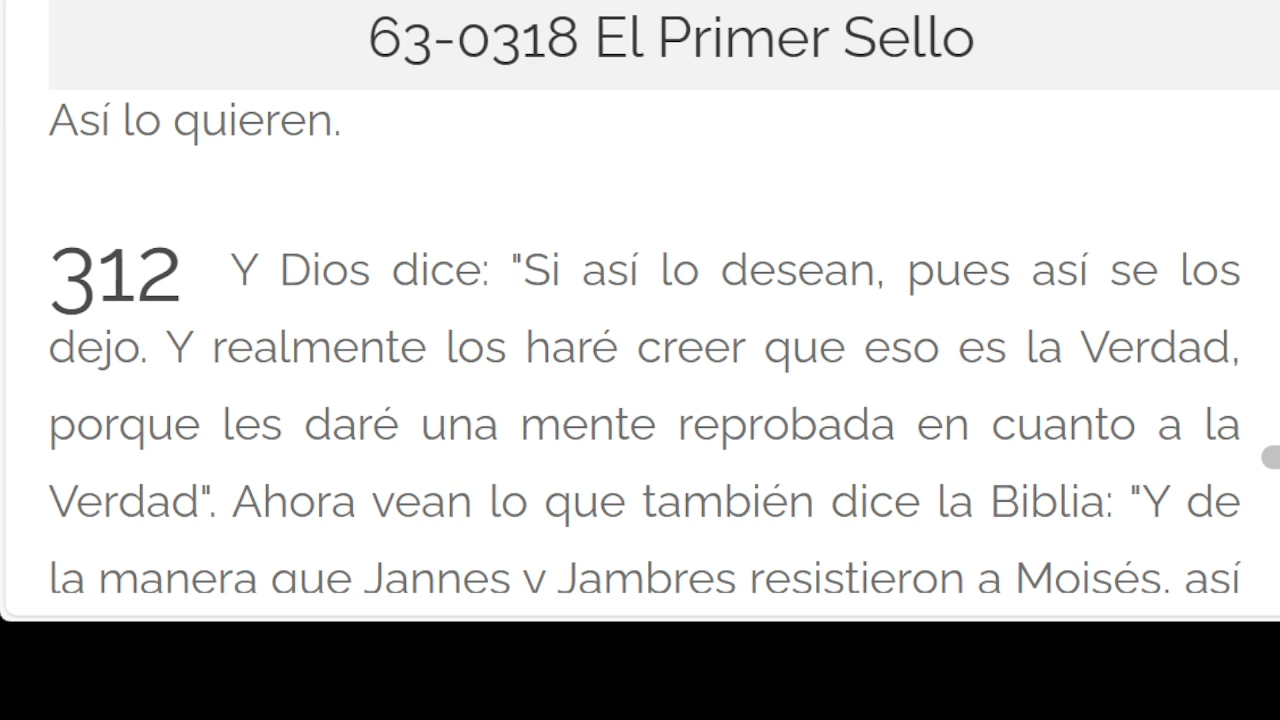 63-0318 El Primer Sello
Así lo quieren.
312 Y Dios dice: "Si así lo desean, pues así se los
dejo. Y realmente los haré creer que eso es la Verdad,
porque les daré una mente reprobada en cuanto a la
Verdad". Ahora vean lo que también dice la Biblia: "Y de
la manera que Jannes y Jambres resistieron a Moisés, así